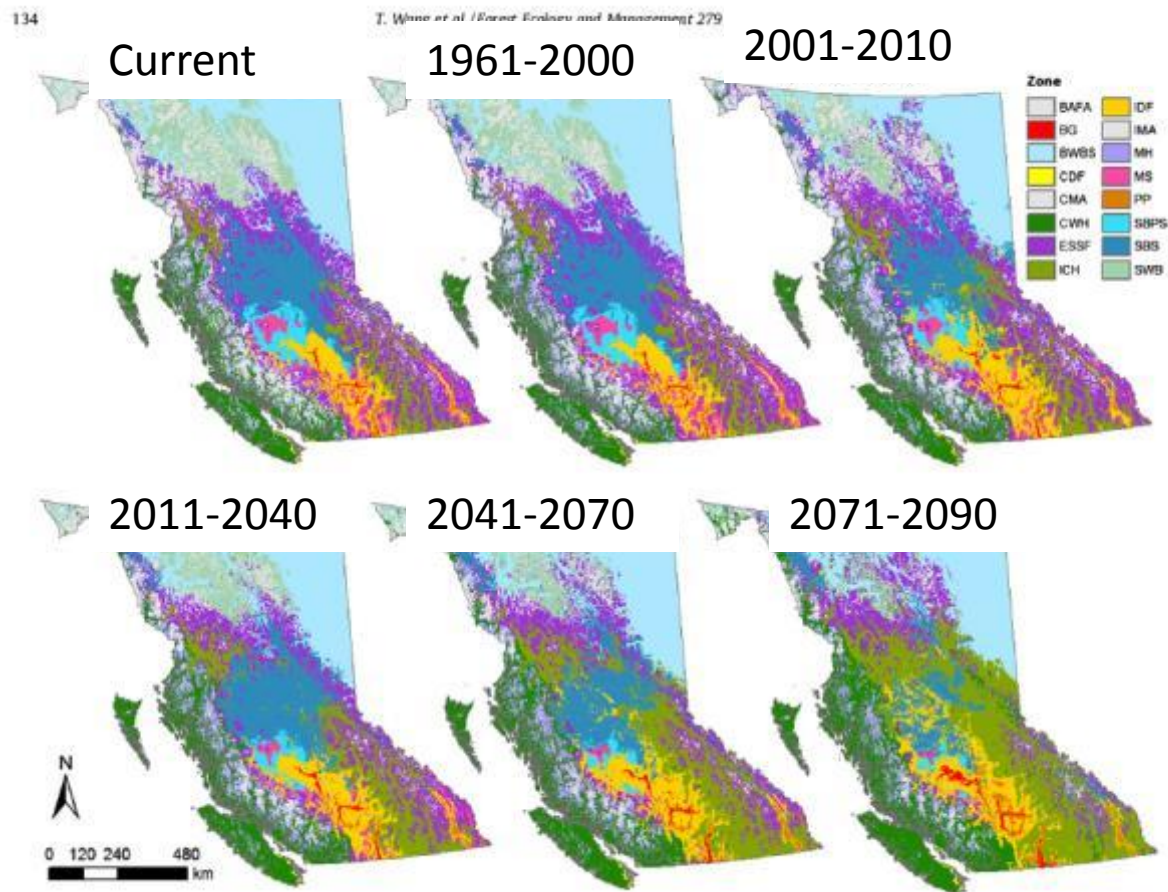 134
T. Wang et al. / Forest Ecology and Management 279
Current
1961-2000
2001-2010
Zone
BAFA IDF
BG IMA
BWBS MH
CDF MS
CMA PP
CWH SBPS
ESSF SBS
ICH SWB
2011-2040
2041-2070
2071-2090
N
0 120 240 480
km